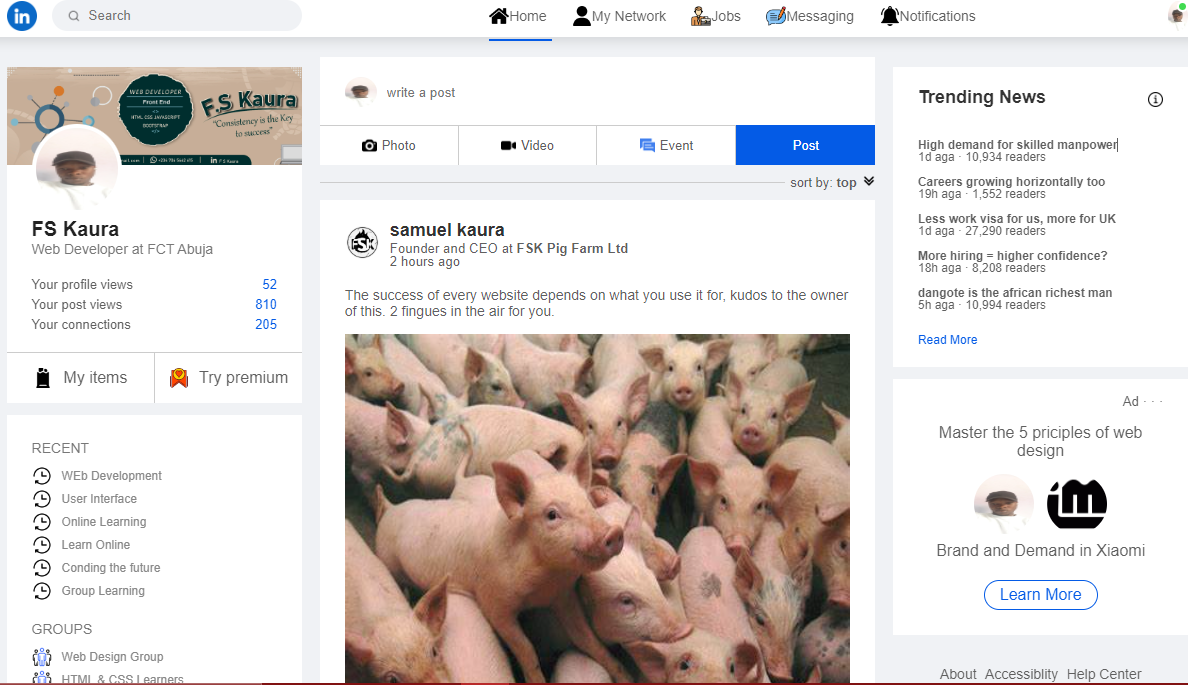 in
Search
Home
My Network
Jobs
Messaging
Notifications
WEB DEVELOPER
Front End
<>
HTML CSS JAVASCRIPT
BOOTSTRAP
F.S Kaura
"Consistency is the Key
to success"
FS Kaura
Web Developer at FCT Abuja
Your profile views 52
Your post views 810
Your connections 205
My items
Try premium
RECENT
WEb Development
User Interface
Online Learning
Learn Online
Conding the future
Group Learning
GROUPS
Web Design Group
HTML & CSS Learners
write a post
Photo
Video
Event
Post
sort by: top
samuel kaura
Founder and CEO at FSK Pig Farm Ltd
2 hours ago
The success of every website depends on what you use it for, kudos to the owner
of this. 2 fingues in the air for you.
Trending News
High demand for skilled manpower
1d aga · 10,934 readers
Careers growing horizontally too
19h aga · 1,552 readers
Less work visa for us, more for UK
1d aga · 27,290 readers
More hiring = higher confidence?
18h aga · 8,208 readers
dangote is the african richest man
5h aga · 10,994 readers
Read More
Ad · · ·
Master the 5 priciples of web
design
im
Brand and Demand in Xiaomi
Learn More
About Accessiblity Help Center